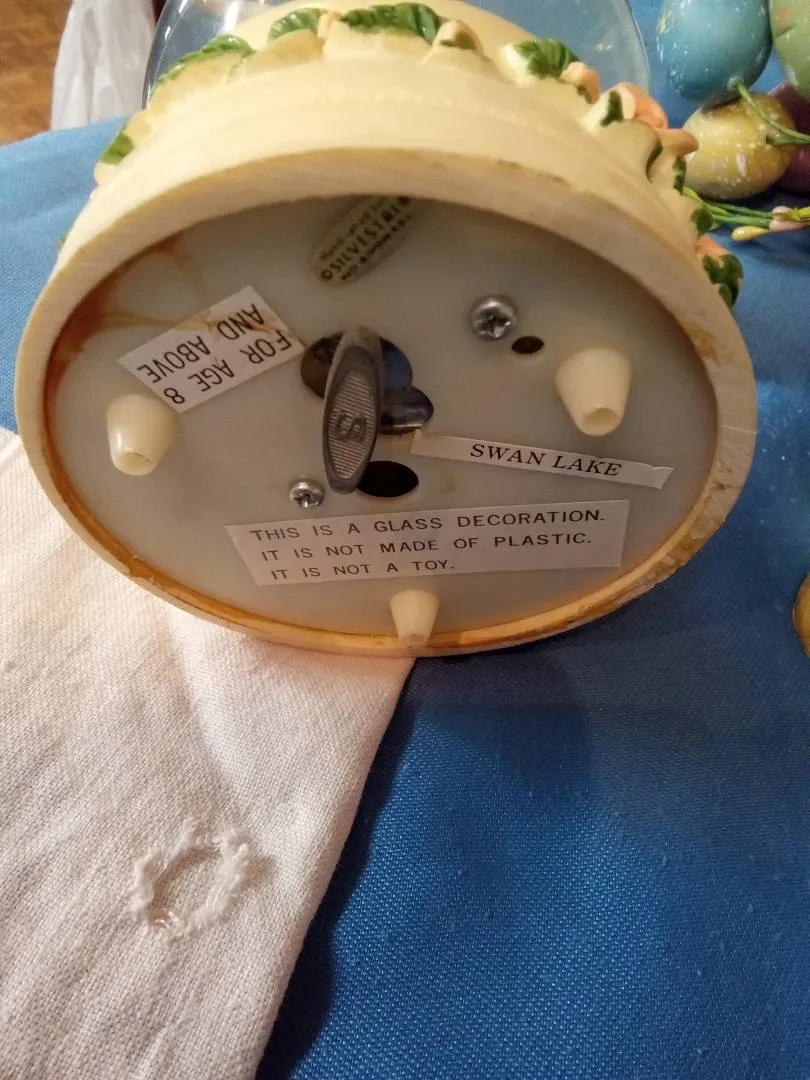 ©SILVESTRI®
FOR AGE 8
AND ABOVE
S
SWAN LAKE
THIS IS A GLASS DECORATION.
IT IS NOT MADE OF PLASTIC.
IT IS NOT A TOY.